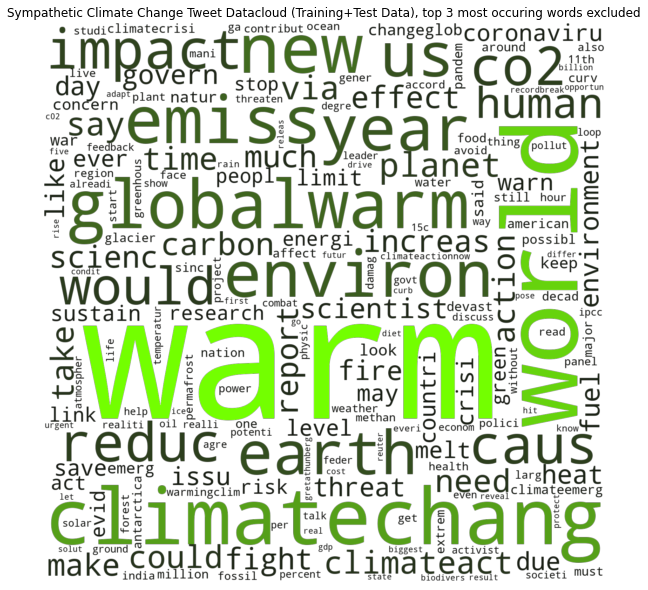 Sympathetic Climate Change Tweet Datacloud (Training+Test Data), top 3 most occuring words excluded
studi climatecrisi ga contribut ocean changeglob coronaviru
impact new us co2
mani around also
live govern stop via pandem 11th billion
day adapt plant natur gener effect accord curv recordbreak opportun
concern threaten degre human
say emiss year food thing loop
war feedback rain releas leader drive avoid pollut
c02 five ever time much planet world
like region face peopl limit water warn
alreadi show greenhous said still hour environment
start globalwarm way american
glacier 15c possibl
scienc carbon energi increas differ
rise sinc affect futur climateactionnow action keep
condit would project environ damag govt pose decad ipcc
first combat curb scientist devast major
sustain research discuss read panel
take atmospher life temperatur warm report physic go diet look green without fuel
permafrost nation fire countri crisi
power may hit
link help ice weather methan everi econom polici know
urgent realiti oil one level melt caus
reduc agre realli potenti earth reuter
save emerg feder cost health
act issu gretathunberg threat need larg heat
evid warmingclim risk even reveal climateemerg
let forest antarctica protect
solar climatechang per talk get extrem
solut ground real gdp biggest activist
make could fight climateact due must
india million fossil percent state biodivers result societi